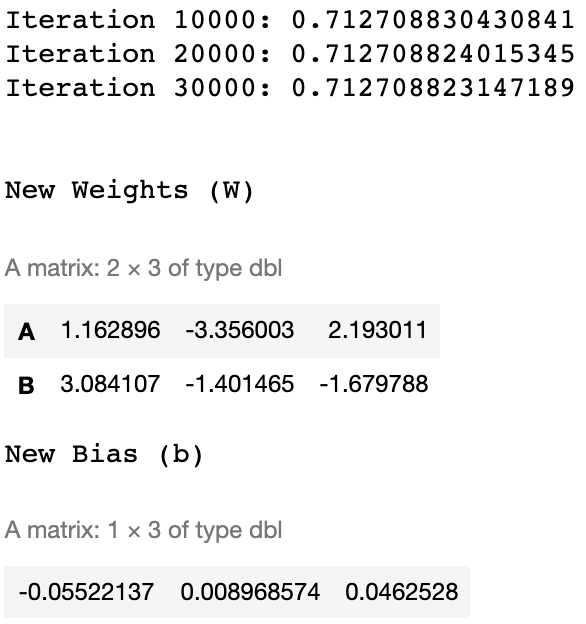 Iteration 10000: 0.712708830430841
Iteration 20000: 0.712708824015345
Iteration 30000: 0.712708823147189
New Weights (W)
A matrix: 2 × 3 of type dbl
A 1.162896 -3.356003 2.193011
B 3.084107 -1.401465 -1.679788
New Bias (b)
A matrix: 1 × 3 of type dbl
-0.05522137 0.008968574 0.0462528